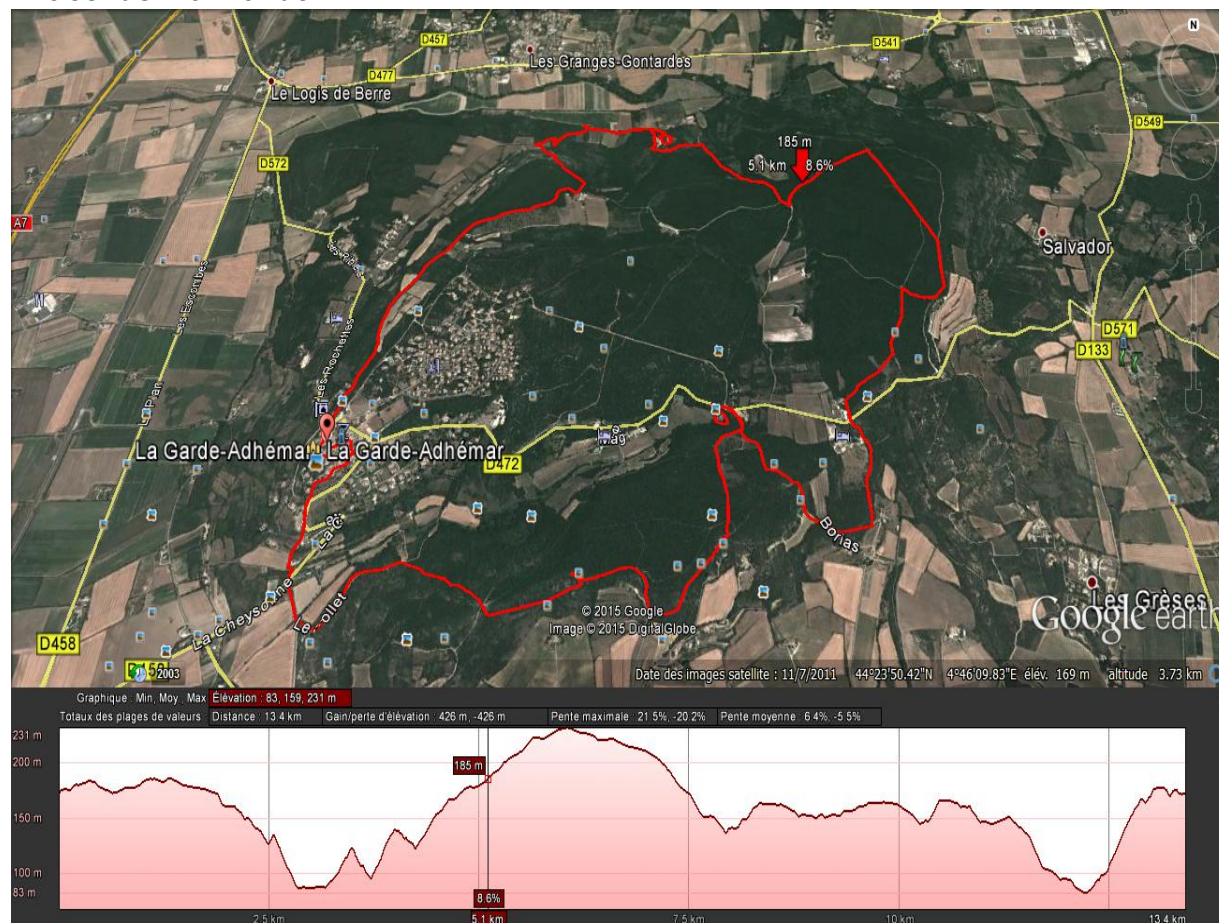 N
D457
D541
Les Granges-Gontardes
D477
Le Logis de Berre
D549
D572
185 m
5.1 km 8.6%
A7
Salvador
Les Escombes
D571
D133
Les Rochettes
La Garde-Adhémar La Garde-Adhémar
D472
Borias
La Cheysonne
Les Grèses
© 2015 Google
Image © 2015 DigitalGlobe
Google earth
D458
2003
Date des images satellite : 11/7/2011 44°23'50.42"N 4°46'09.83"E élév. 169 m altitude 3.73 km
Graphique : Min, Moy, Max Élévation : 83, 159, 231 m
Totaux des plages de valeurs : Distance : 13.4 km Gain/perte d'élévation : 426 m, -426 m Pente maximale : 21.5%, -20.2% Pente moyenne : 6.4%, -5.5%
231 m
200 m
185 m
150 m
100 m
83 m
8.6%
2.5 km 5.1 km 7.5 km 10 km 13.4 km